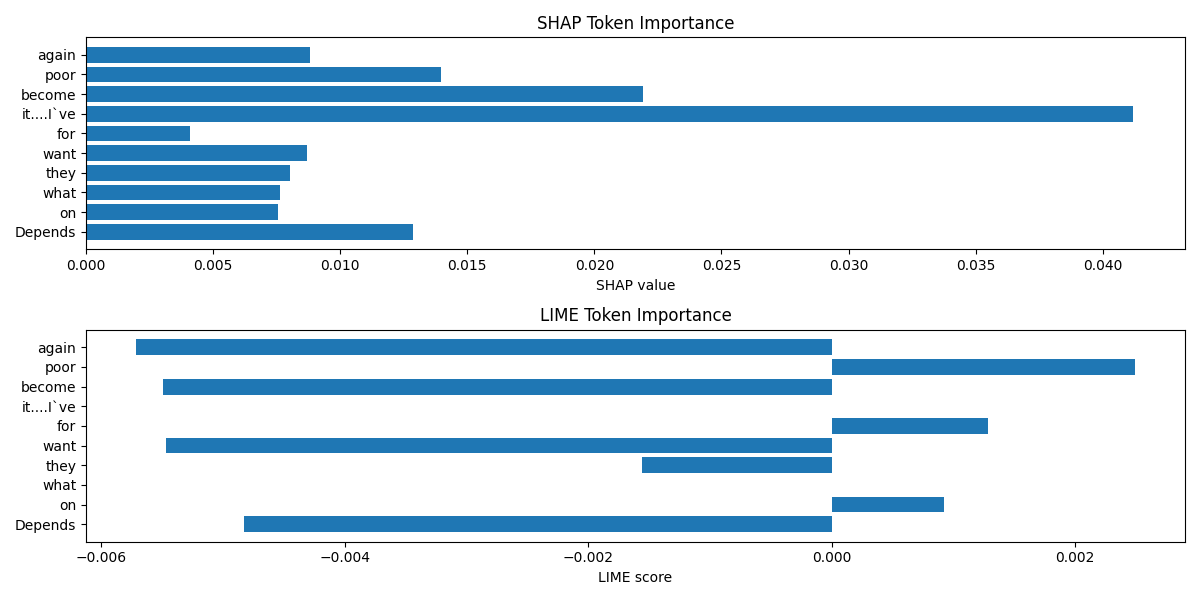 SHAP Token Importance
again
poor
become
it....I`ve
for
want
they
what
on
Depends
0.000 0.005 0.010 0.015 0.020 0.025 0.030 0.035 0.040
SHAP value
LIME Token Importance
again
poor
become
it....I`ve
for
want
they
what
on
Depends
−0.006 −0.004 −0.002 0.000 0.002
LIME score